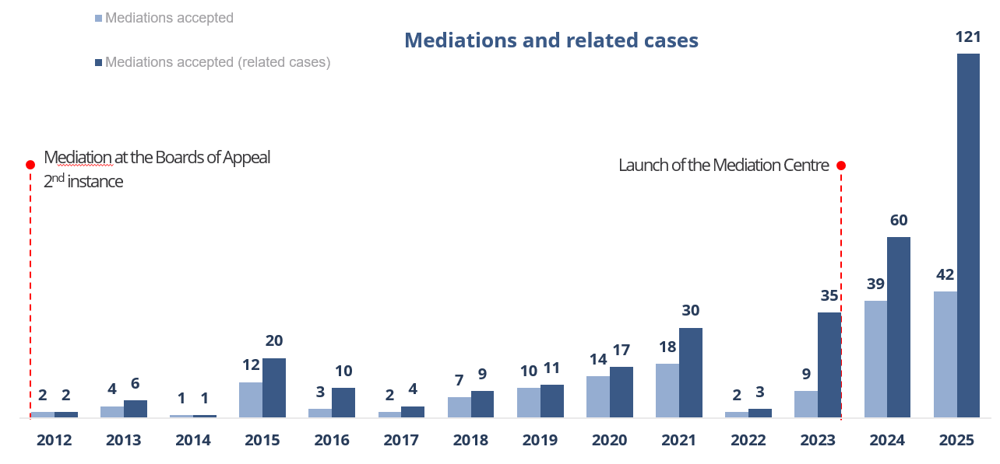 Mediations accepted
Mediations and related cases
Mediations accepted (related cases)
Mediation at the Boards of Appeal
2nd instance
Launch of the Mediation Centre
2 2 4 6 1 1 12 20 3 10 2 4 7 9 10 11 14 17 18 30 2 3 9 35 39 60 42 121
2012 2013 2014 2015 2016 2017 2018 2019 2020 2021 2022 2023 2024 2025